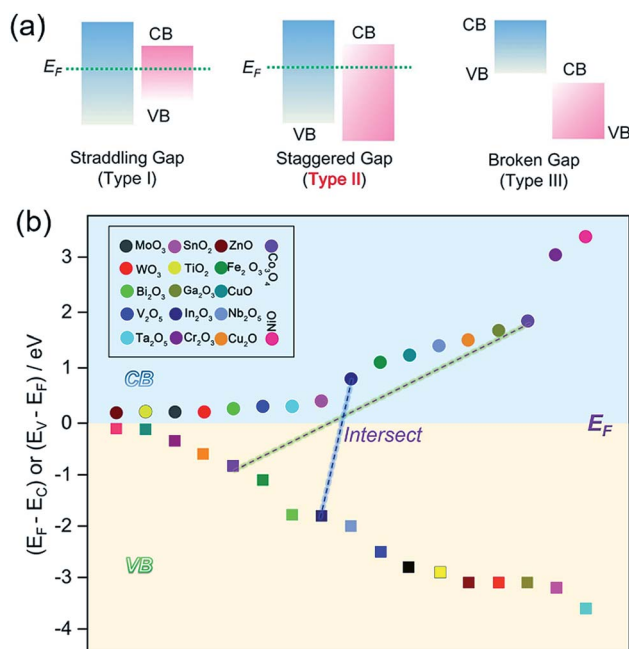 (a)
CB
E_F
VB
Straddling Gap
(Type I)
CB
E_F
VB
Staggered Gap
(Type II)
CB
VB
CB
VB
Broken Gap
(Type III)
(b)
(E_F - E_C) or (E_V - E_F) / eV
3
2
1
0
-1
-2
-3
-4
MoO₃ SnO₂ ZnO Co₃O₄
WO₃ TiO₂ Fe₂O₃
Bi₂O₃ Ga₂O₃ CuO
V₂O₅ In₂O₃ Nb₂O₅ NiO
Ta₂O₅ Cr₂O₃ Cu₂O
CB
Intersect
E_F
VB